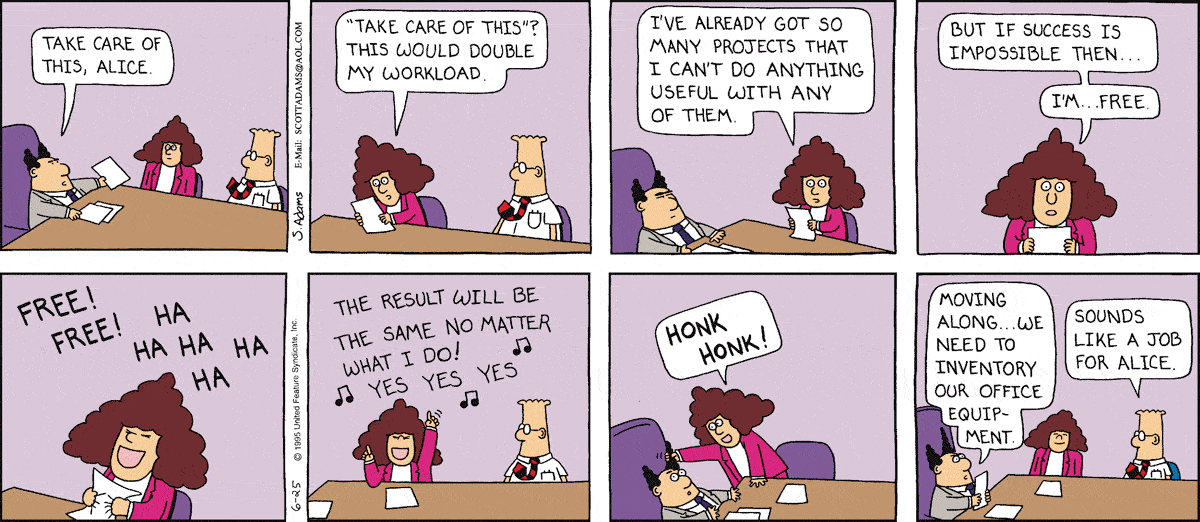 TAKE CARE OF
THIS, ALICE.
S. Adams
E-Mail: SCOTTADAMS@AOL.COM
"TAKE CARE OF THIS"?
THIS WOULD DOUBLE
MY WORKLOAD.
I'VE ALREADY GOT SO
MANY PROJECTS THAT
I CAN'T DO ANYTHING
USEFUL WITH ANY
OF THEM.
BUT IF SUCCESS IS
IMPOSSIBLE THEN...
I'M...FREE.
FREE!
FREE!
HA
HA HA HA
HA
6-25 © 1995 United Feature Syndicate, Inc.
THE RESULT WILL BE
THE SAME NO MATTER
WHAT I DO!
YES YES YES
HONK
HONK!
MOVING
ALONG...WE
NEED TO
INVENTORY
OUR OFFICE
EQUIP-
MENT.
SOUNDS
LIKE A JOB
FOR ALICE.